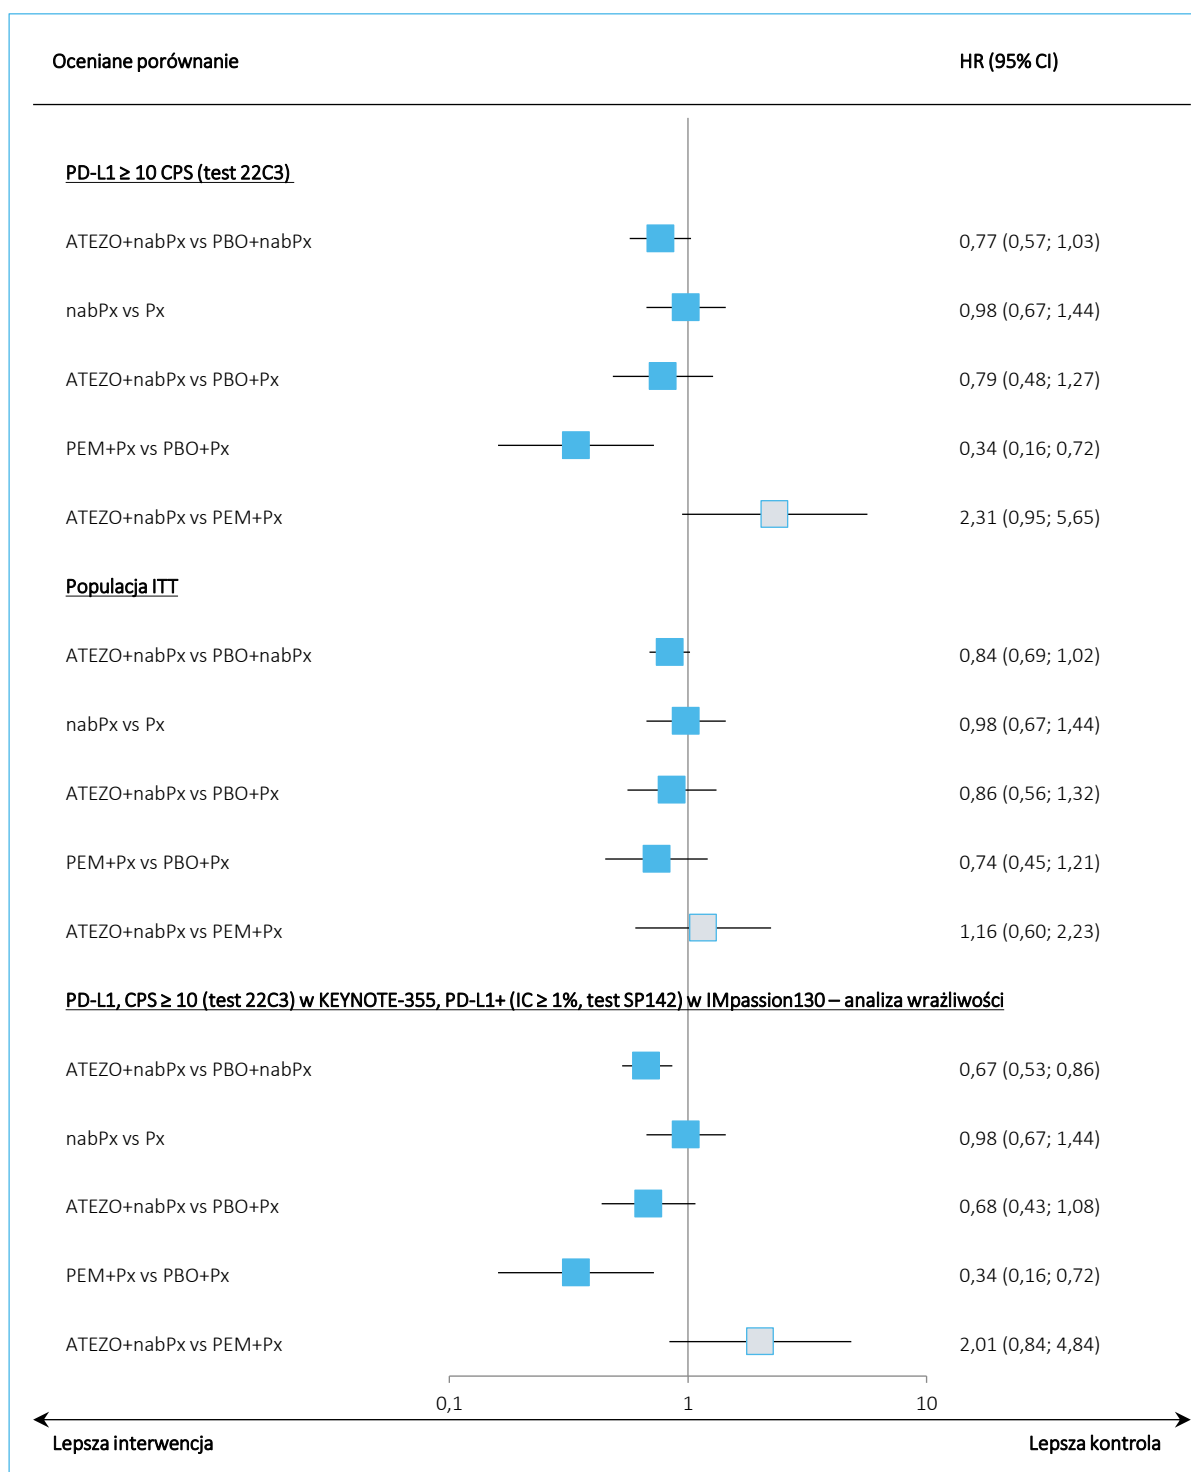 Oceniane porównanie HR (95% CI)
PD-L1 ≥ 10 CPS (test 22C3)
ATEZO+nabPx vs PBO+nabPx 0,77 (0,57; 1,03)
nabPx vs Px 0,98 (0,67; 1,44)
ATEZO+nabPx vs PBO+Px 0,79 (0,48; 1,27)
PEM+Px vs PBO+Px 0,34 (0,16; 0,72)
ATEZO+nabPx vs PEM+Px 2,31 (0,95; 5,65)
Populacja ITT
ATEZO+nabPx vs PBO+nabPx 0,84 (0,69; 1,02)
nabPx vs Px 0,98 (0,67; 1,44)
ATEZO+nabPx vs PBO+Px 0,86 (0,56; 1,32)
PEM+Px vs PBO+Px 0,74 (0,45; 1,21)
ATEZO+nabPx vs PEM+Px 1,16 (0,60; 2,23)
PD-L1, CPS ≥ 10 (test 22C3) w KEYNOTE-355, PD-L1+ (IC ≥ 1%, test SP142) w IMpassion130 – analiza wrażliwości
ATEZO+nabPx vs PBO+nabPx 0,67 (0,53; 0,86)
nabPx vs Px 0,98 (0,67; 1,44)
ATEZO+nabPx vs PBO+Px 0,68 (0,43; 1,08)
PEM+Px vs PBO+Px 0,34 (0,16; 0,72)
ATEZO+nabPx vs PEM+Px 2,01 (0,84; 4,84)
0,1 1 10
Lepsza interwencja Lepsza kontrola